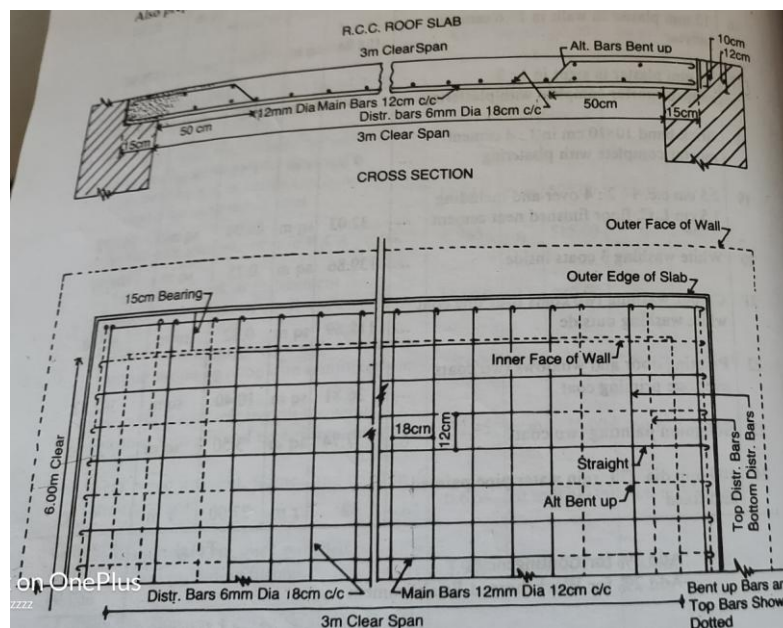 Also
R.C.C. ROOF SLAB
3m Clear Span
Alt. Bars Bent up
10cm
12cm
12mm Dia Main Bars 12cm c/c
Distr. bars 6mm Dia 18cm c/c
50 cm
50cm
15cm
15cm
3m Clear Span
CROSS SECTION
Outer Face of Wall
Outer Edge of Slab
15cm Bearing
Inner Face of Wall
18cm
12cm
6.00m Clear
Straight
Alt Bent up
Top Distr. Bars
Bottom Distr. Bars
on OnePlus
zzzz
Distr. Bars 6mm Dia 18cm c/c
Main Bars 12mm Dia 12cm c/c
Bent up Bars an
Top Bars Show
Dotted
3m Clear Span